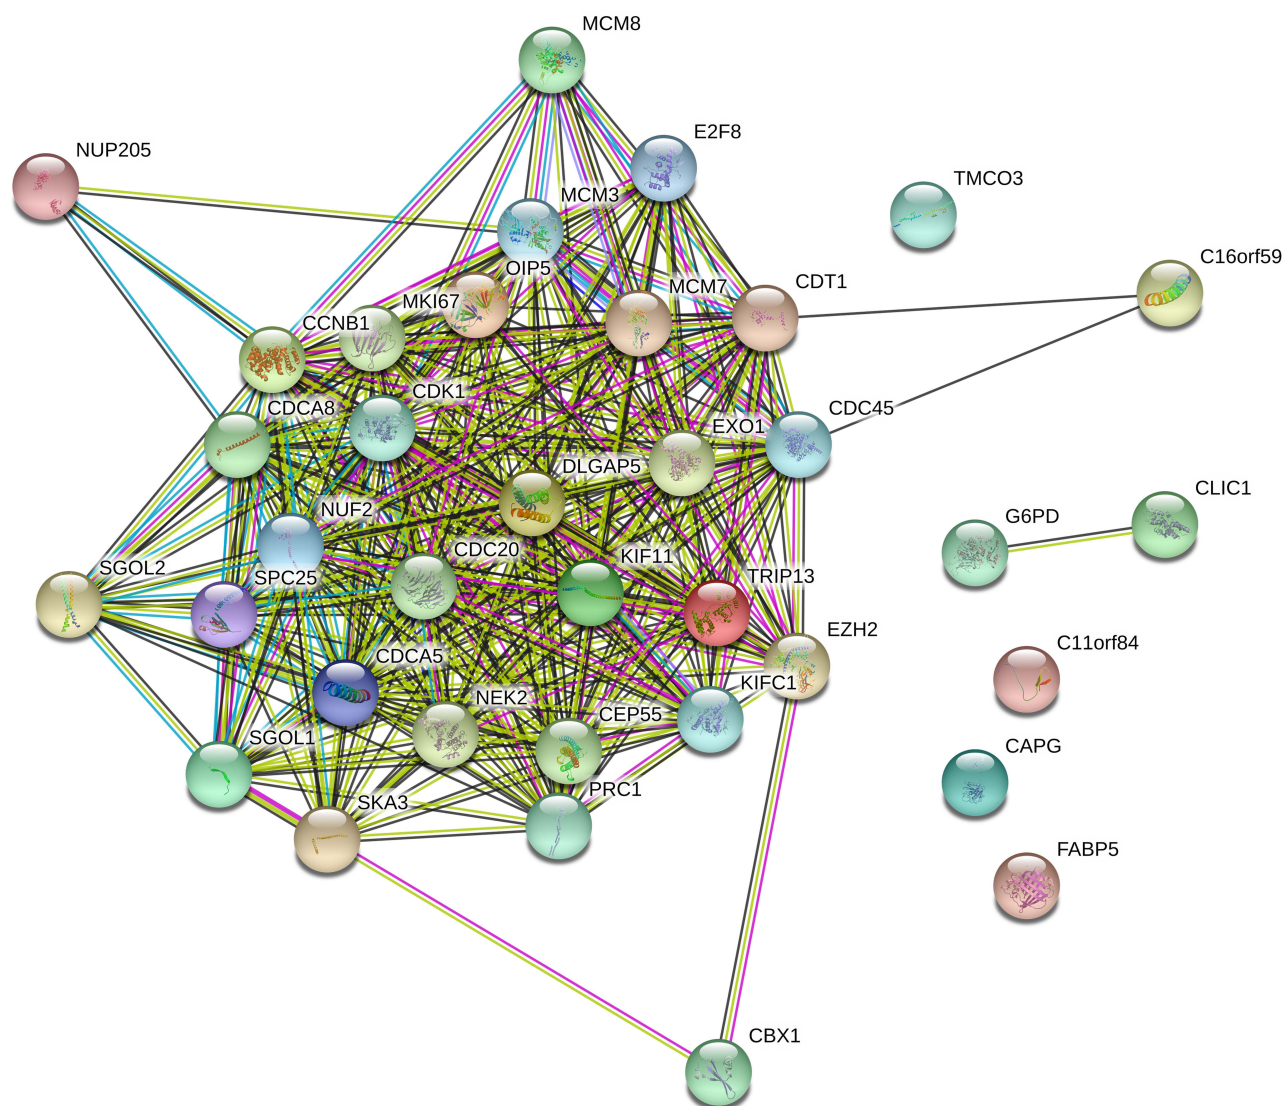 MCM8
E2F8
NUP205
TMCO3
MCM3
C16orf59
OIP5
MCM7
CDT1
MKI67
CCNB1
CDK1
CDCA8
CDC45
EXO1
DLGAP5
CLIC1
NUF2
G6PD
CDC20
KIF11
SGOL2
SPC25
TRIP13
EZH2
C11orf84
CDCA5
KIFC1
NEK2
CEP55
SGOL1
CAPG
PRC1
SKA3
FABP5
CBX1